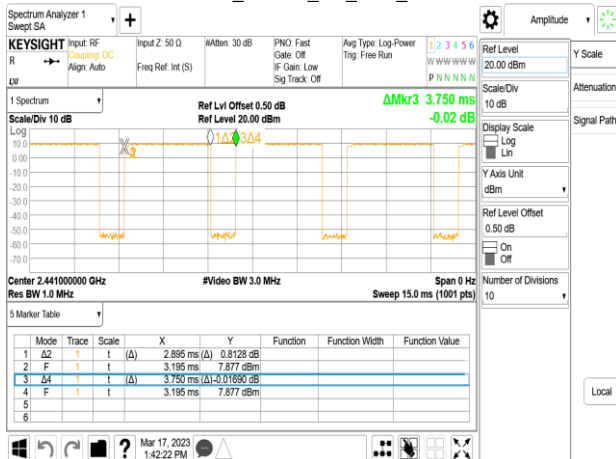 Spectrum Analyzer 1
Swept SA
Amplitude
KEYSIGHT Input: RF
R
Coupling: DC
Align: Auto
Input Z: 50 Ω
Freq Ref: Int (S)
#Atten: 30 dB
PNO: Fast
Gate: Off
IF Gain: Low
Sig Track: Off
Avg Type: Log-Power
Trig: Free Run
1 2 3 4 5 6
W W W W W W
P N N N N N
1 Spectrum
Scale/Div 10 dB
Ref Lvl Offset 0.50 dB
Ref Level 20.00 dBm
ΔMkr3 3.750 ms
-0.02 dB
Log
10.0
0.00
-10.0
-20.0
-30.0
-40.0
-50.0
-60.0
-70.0
1Δ2 3Δ4
Center 2.441000000 GHz
Res BW 1.0 MHz
#Video BW 3.0 MHz
Span 0 Hz
Sweep 15.0 ms (1001 pts)
5 Marker Table
Mode Trace Scale X Y Function Function Width Function Value
1 Δ2 1 t (Δ) 2.895 ms (Δ) 0.8128 dB
2 F 1 t 3.195 ms 7.877 dBm
3 Δ4 1 t (Δ) 3.750 ms (Δ) -0.01690 dB
4 F 1 t 3.195 ms 7.877 dBm
5
6
Mar 17, 2023
1:42:22 PM
Ref Level
20.00 dBm
Scale/Div
10 dB
Display Scale
Log
Lin
Y Axis Unit
dBm
Ref Level Offset
0.50 dB
On
Off
Number of Divisions
10
Y Scale
Attenuation
Signal Path
Local